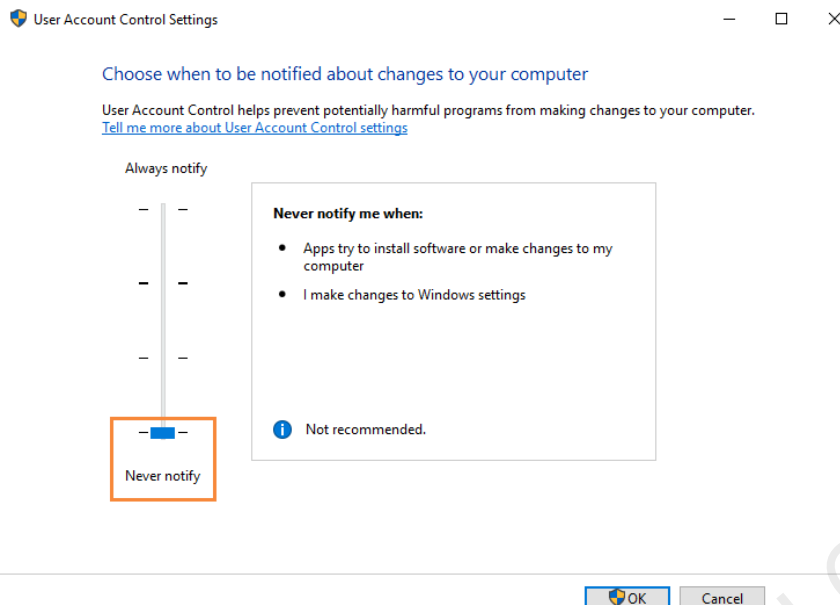 User Account Control Settings
Choose when to be notified about changes to your computer
User Account Control helps prevent potentially harmful programs from making changes to your computer.
Tell me more about User Account Control settings
Always notify
Never notify me when:
Apps try to install software or make changes to my
computer
I make changes to Windows settings
Not recommended.
Never notify
OK
Cancel